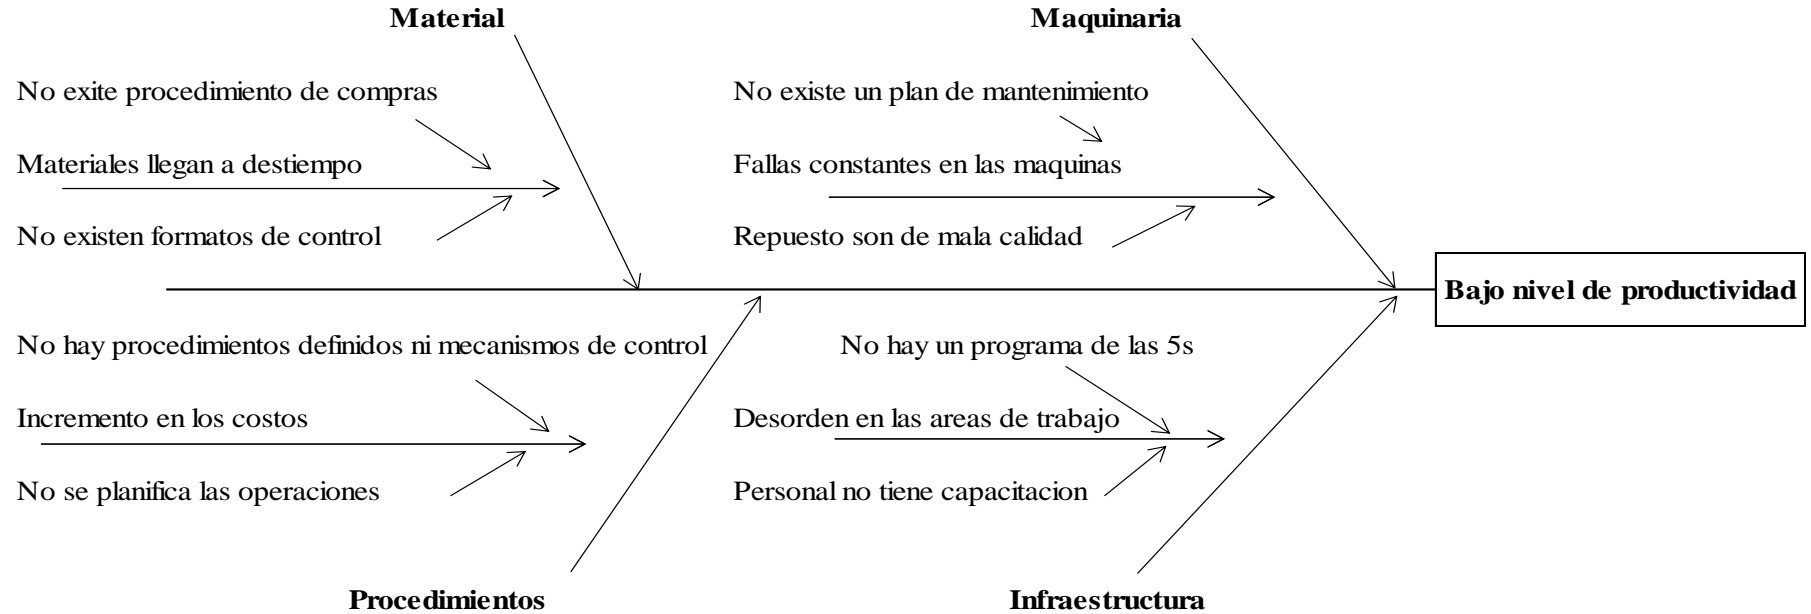 Material
Maquinaria
No exite procedimiento de compras
No existe un plan de mantenimiento
Materiales llegan a destiempo
Fallas constantes en las maquinas
No existen formatos de control
Repuesto son de mala calidad
Bajo nivel de productividad
No hay procedimientos definidos ni mecanismos de control
No hay un programa de las 5s
Incremento en los costos
Desorden en las areas de trabajo
No se planifica las operaciones
Personal no tiene capacitacion
Procedimientos
Infraestructura